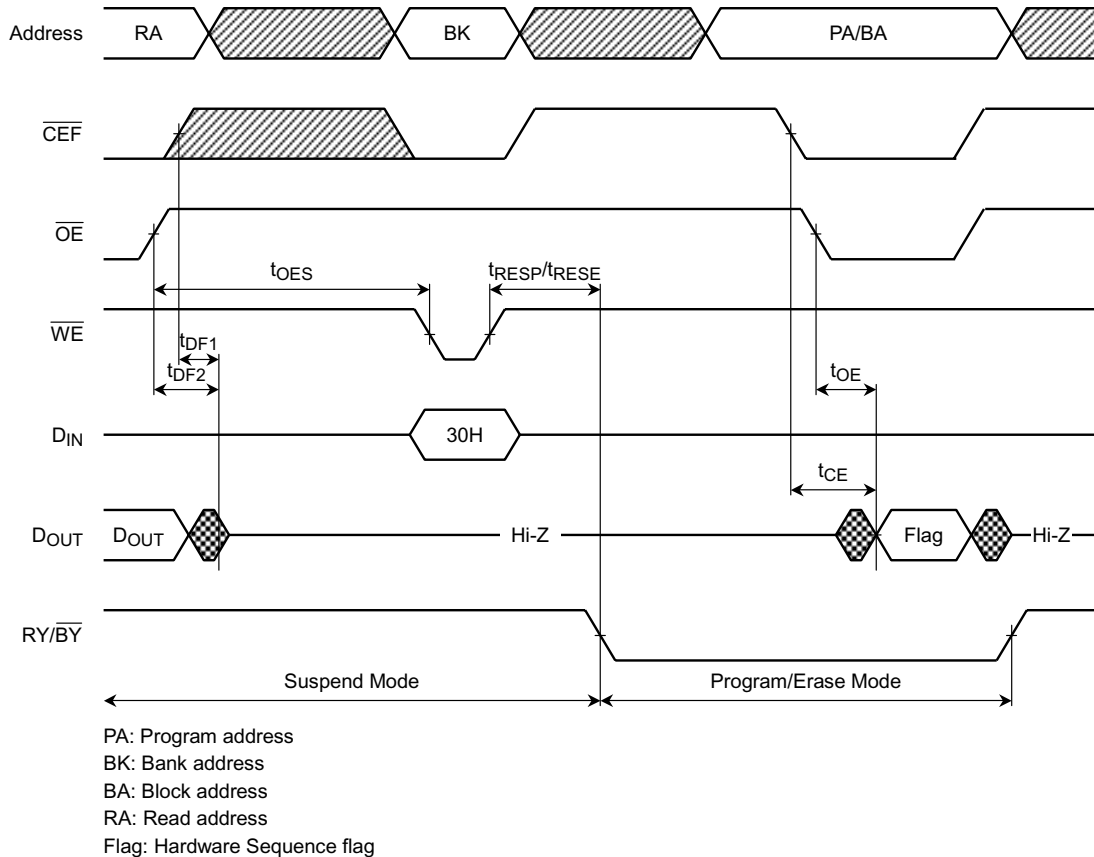 Address RA BK PA/BA
CEF
OE
tOES tRESP/tRESE
WE
tDF1
tDF2 tOE
DIN 30H
tCE
DOUT DOUT Hi-Z Flag Hi-Z
RY/BY
Suspend Mode Program/Erase Mode
PA: Program address
BK: Bank address
BA: Block address
RA: Read address
Flag: Hardware Sequence flag